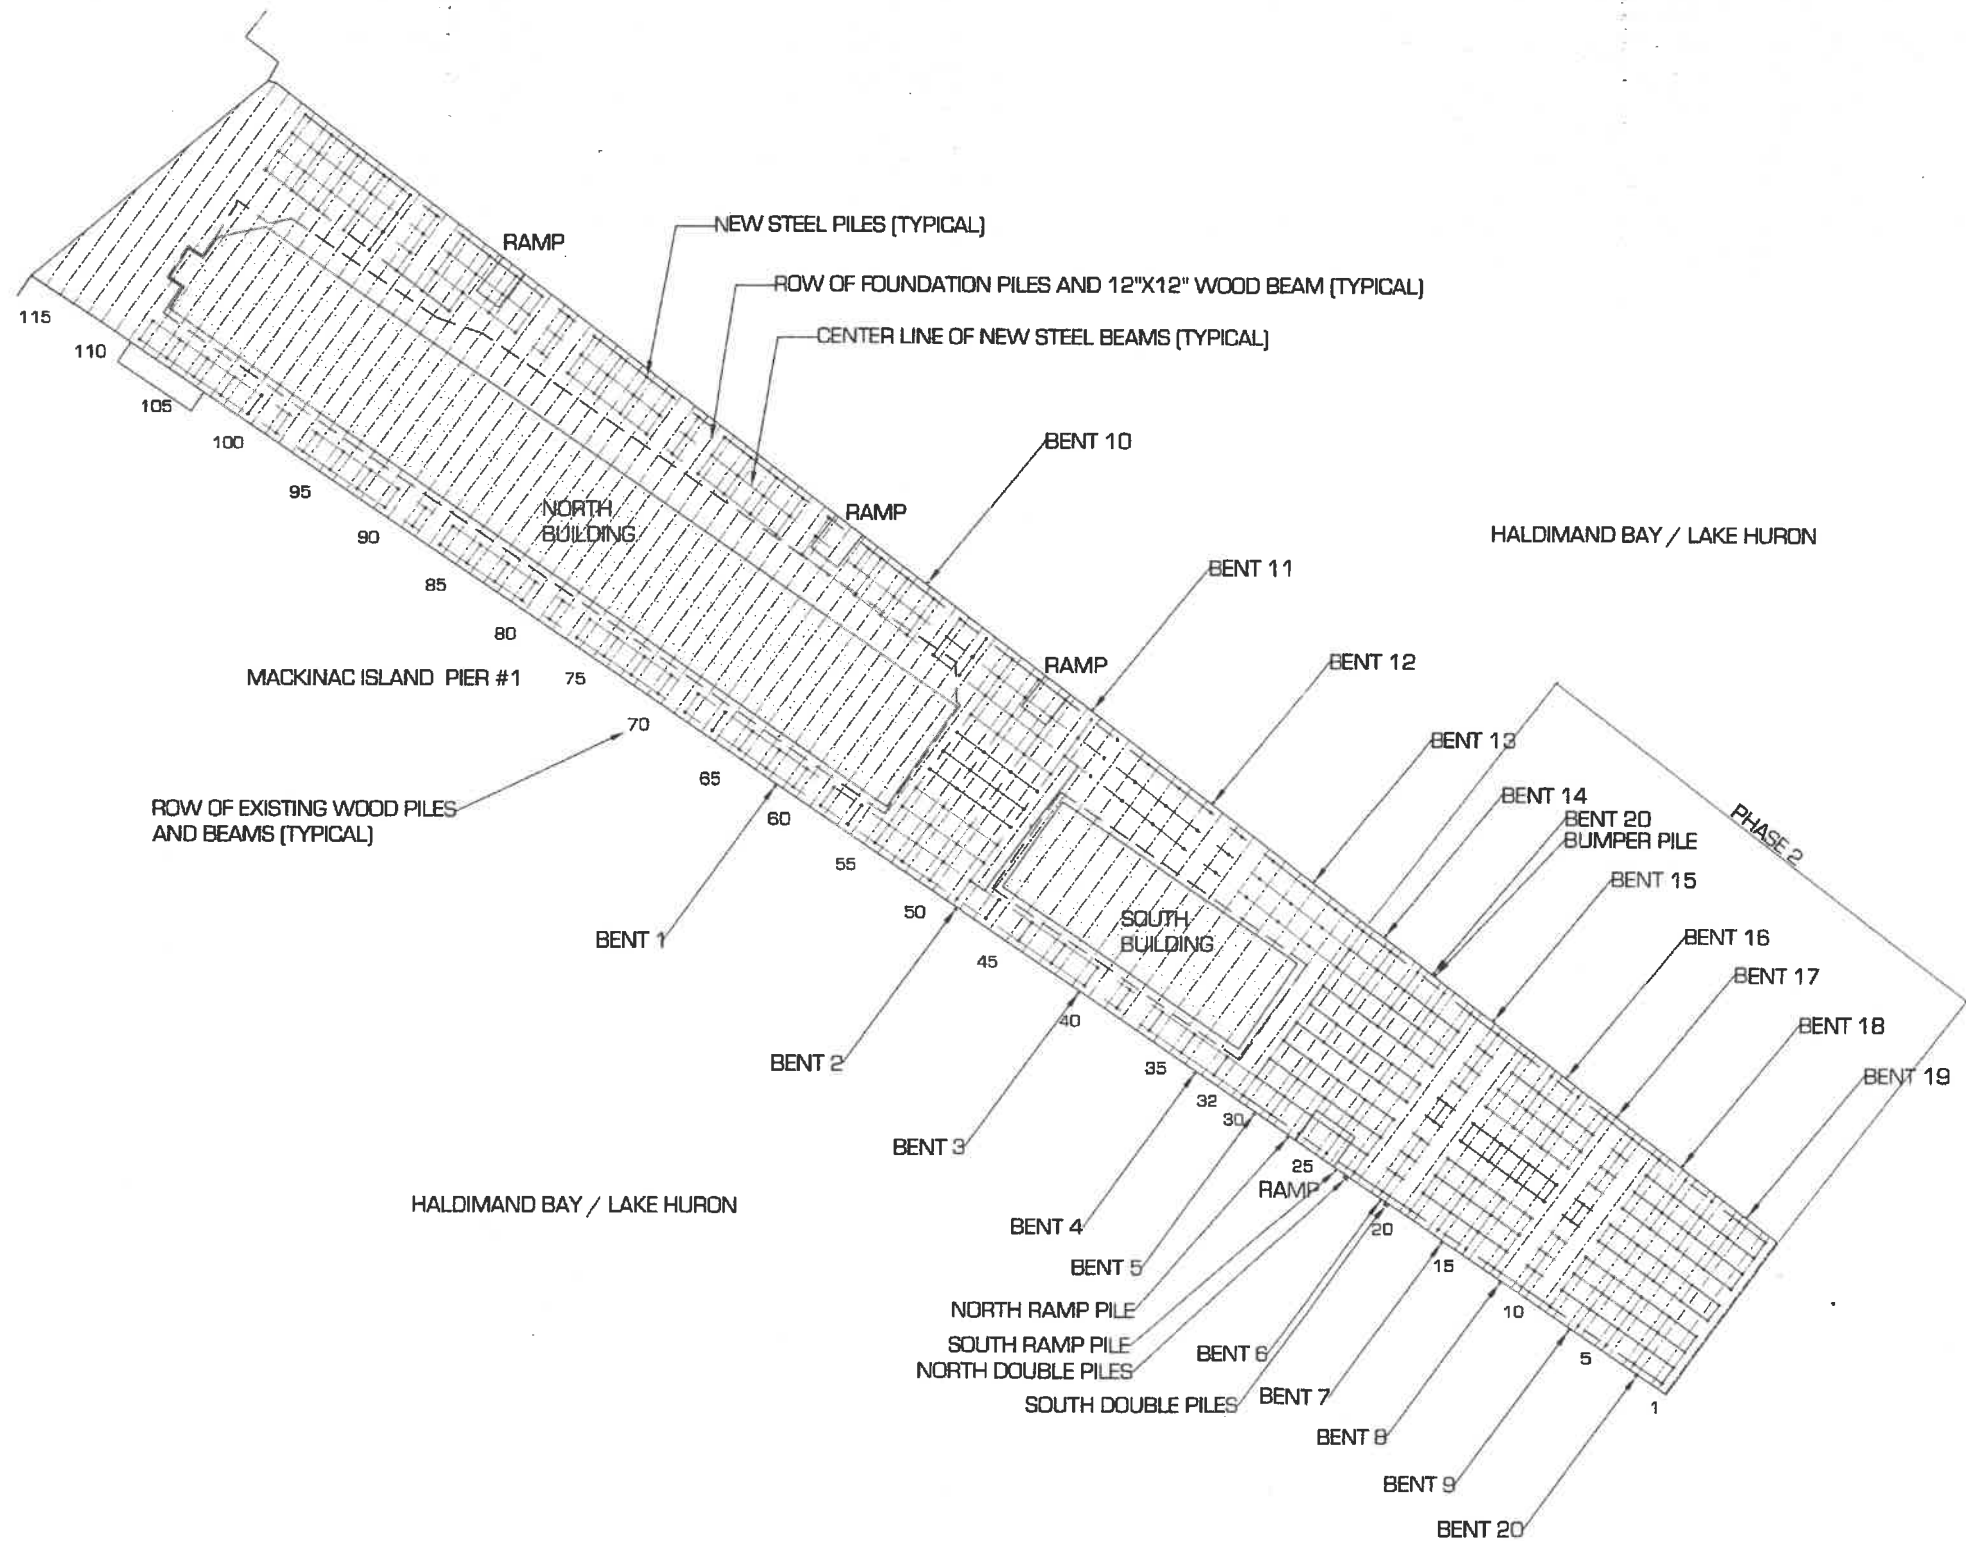 NEW STEEL PILES (TYPICAL)
RAMP
ROW OF FOUNDATION PILES AND 12"X12" WOOD BEAM (TYPICAL)
115
CENTER LINE OF NEW STEEL BEAMS (TYPICAL)
110
105
100
BENT 10
95
NORTH
BUILDING
RAMP
90
HALDIMAND BAY / LAKE HURON
85
BENT 11
80
MACKINAC ISLAND PIER #1
75
RAMP
BENT 12
70
BENT 13
65
ROW OF EXISTING WOOD PILES
AND BEAMS (TYPICAL)
60
BENT 14
BENT 20
BUMPER PILE
PHASE 2
55
BENT 15
50
SOUTH
BUILDING
BENT 1
BENT 16
45
BENT 17
40
BENT 18
BENT 2
35
BENT 19
32
30
BENT 3
25
RAMP
HALDIMAND BAY / LAKE HURON
BENT 4
20
BENT 5
15
NORTH RAMP PILE
10
SOUTH RAMP PILE
BENT 6
5
NORTH DOUBLE PILES
BENT 7
SOUTH DOUBLE PILES
1
BENT 8
BENT 9
BENT 20